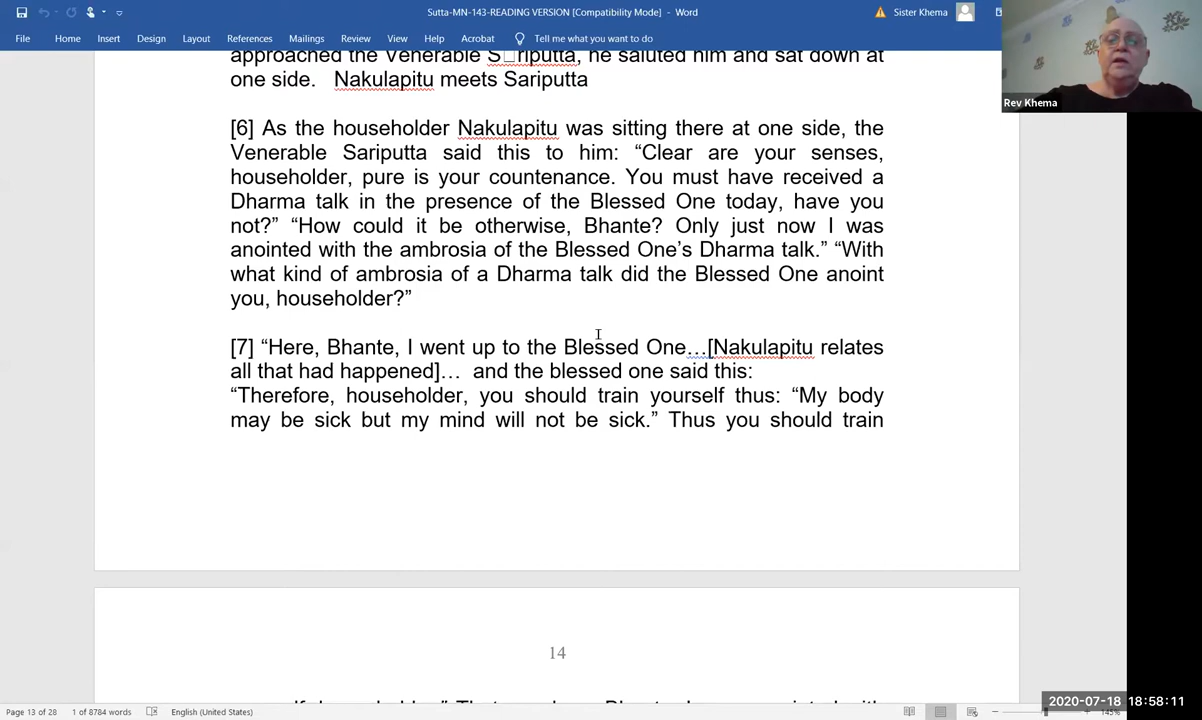 Sutta-MN-143-READING VERSION [Compatibility Mode] - Word
Sister Khema
File Home Insert Design Layout References Mailings Review View Help Acrobat Tell me what you want to do
Rev Khema
approached the Venerable S□riputta, he saluted him and sat down at
one side. Nakulapitu meets Sariputta
[6] As the householder Nakulapitu was sitting there at one side, the
Venerable Sariputta said this to him: “Clear are your senses,
householder, pure is your countenance. You must have received a
Dharma talk in the presence of the Blessed One today, have you
not?” “How could it be otherwise, Bhante? Only just now I was
anointed with the ambrosia of the Blessed One’s Dharma talk.” “With
what kind of ambrosia of a Dharma talk did the Blessed One anoint
you, householder?”
[7] “Here, Bhante, I went up to the Blessed One…[Nakulapitu relates
all that had happened]… and the blessed one said this:
“Therefore, householder, you should train yourself thus: “My body
may be sick but my mind will not be sick.” Thus you should train
14
Page 13 of 28 1 of 8784 words English (United States)
2020-07-18 18:58:11
145%